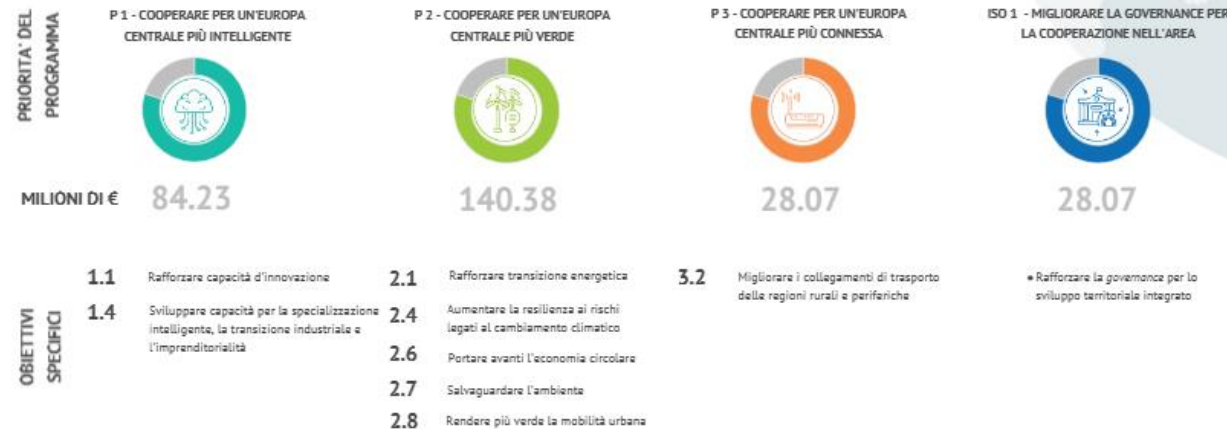 PRIORITA' DEL
PROGRAMMA
P 1 - COOPERARE PER UN'EUROPA
CENTRALE PIÙ INTELLIGENTE
P 2 - COOPERARE PER UN'EUROPA
CENTRALE PIÙ VERDE
P 3 - COOPERARE PER UN'EUROPA
CENTRALE PIÙ CONNESSA
ISO 1 - MIGLIORARE LA GOVERNANCE PER
LA COOPERAZIONE NELL'AREA
MILIONI DI €
84.23
140.38
28.07
28.07
OBIETTIVI
SPECIFICI
1.1 Rafforzare capacità d'innovazione
1.4 Sviluppare capacità per la specializzazione
intelligente, la transizione industriale e
l'imprenditorialità
2.1 Rafforzare transizione energetica
2.4 Aumentare la resilienza ai rischi
legati al cambiamento climatico
2.6 Portare avanti l'economia circolare
2.7 Salvaguardare l'ambiente
2.8 Rendere più verde la mobilità urbana
3.2 Migliorare i collegamenti di trasporto
delle regioni rurali e periferiche
• Rafforzare la governance per lo
sviluppo territoriale integrato